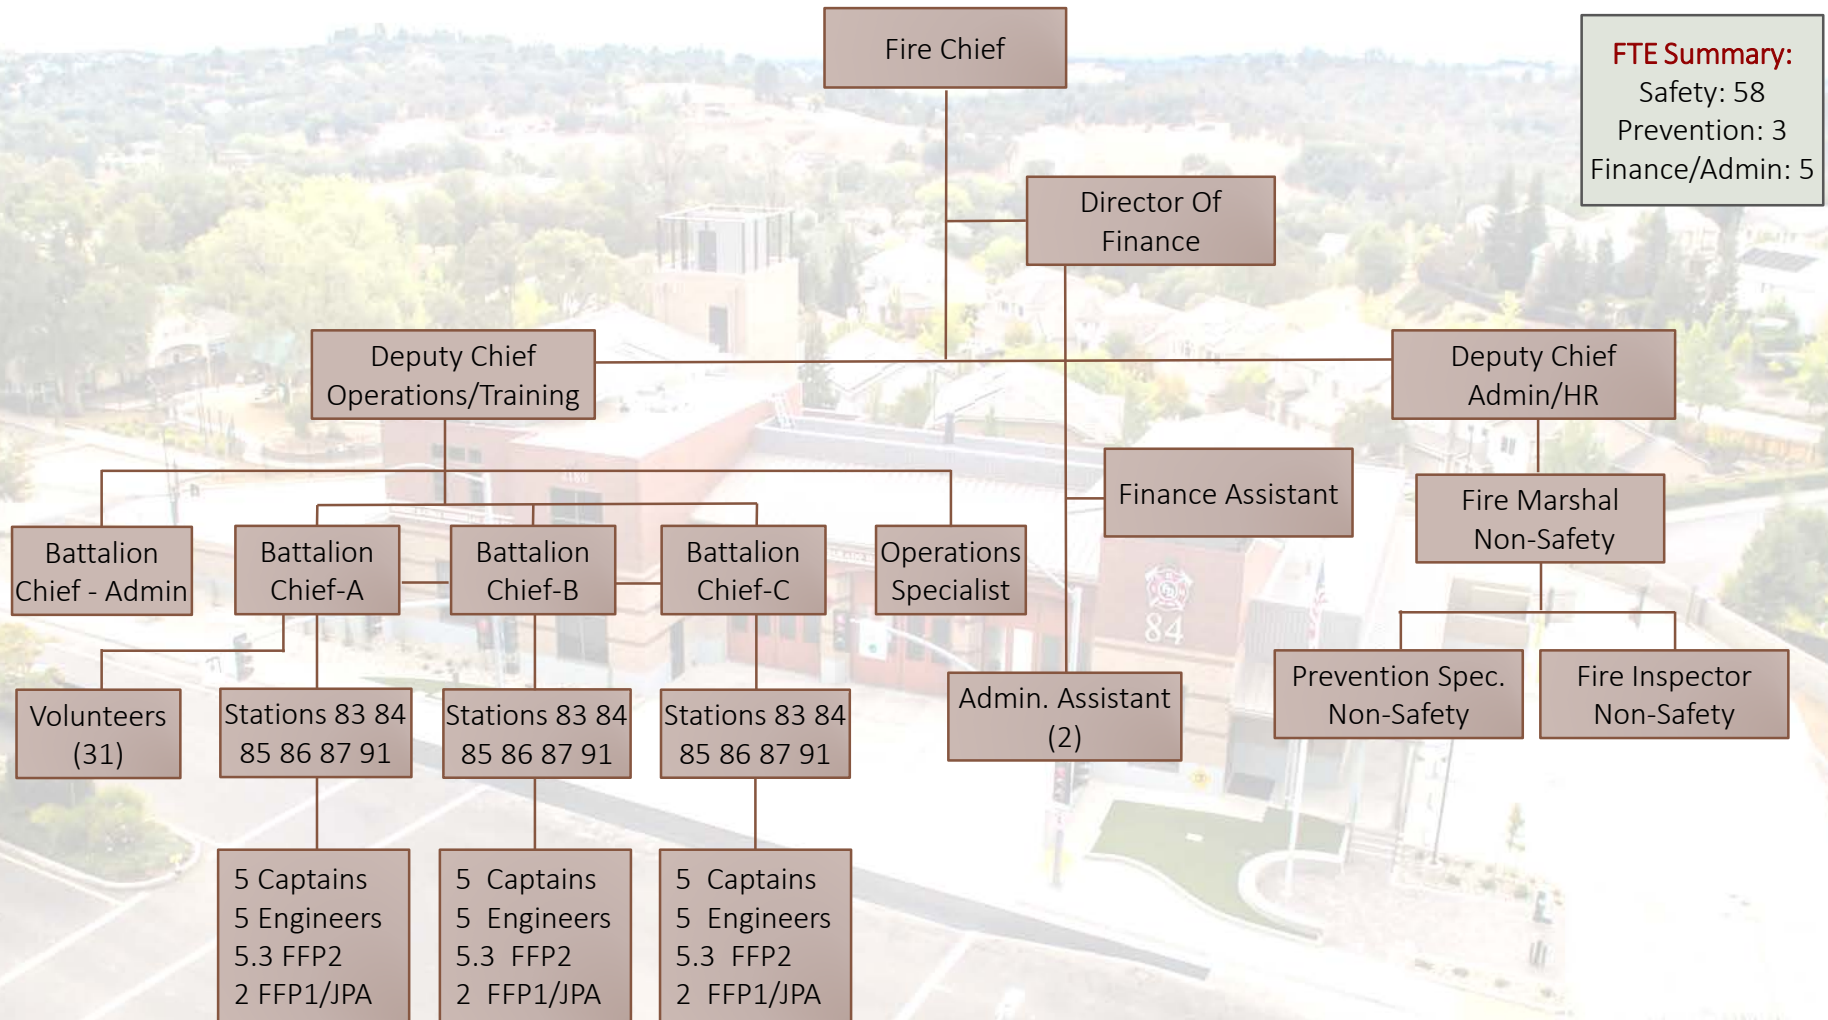 Fire Chief
FTE Summary:
Safety: 58
Prevention: 3
Finance/Admin: 5
Director Of
Finance
Deputy Chief
Operations/Training
Deputy Chief
Admin/HR
Finance Assistant
Fire Marshal
Non-Safety
Battalion
Chief - Admin
Battalion
Chief-A
Battalion
Chief-B
Battalion
Chief-C
Operations
Specialist
84
Volunteers
(31)
Stations 83 84
85 86 87 91
Stations 83 84
85 86 87 91
Stations 83 84
85 86 87 91
Admin. Assistant
(2)
Prevention Spec.
Non-Safety
Fire Inspector
Non-Safety
5 Captains
5 Engineers
5.3 FFP2
2 FFP1/JPA
5 Captains
5 Engineers
5.3 FFP2
2 FFP1/JPA
5 Captains
5 Engineers
5.3 FFP2
2 FFP1/JPA